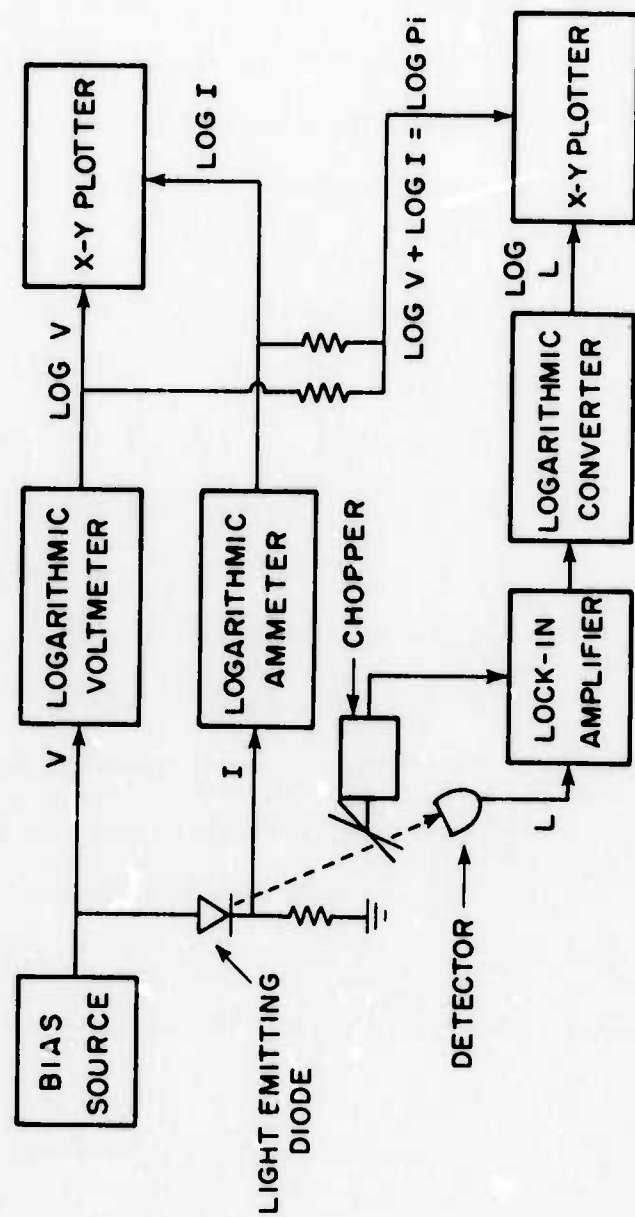 BIAS
SOURCE
V
LOGARITHMIC
VOLTMETER
LOG V
X-Y PLOTTER
LIGHT EMITTING
DIODE
I
LOGARITHMIC
AMMETER
LOG I
CHOPPER
LOG V + LOG I = LOG Pi
DETECTOR
L
LOCK-IN
AMPLIFIER
LOGARITHMIC
CONVERTER
LOG
L
X-Y PLOTTER